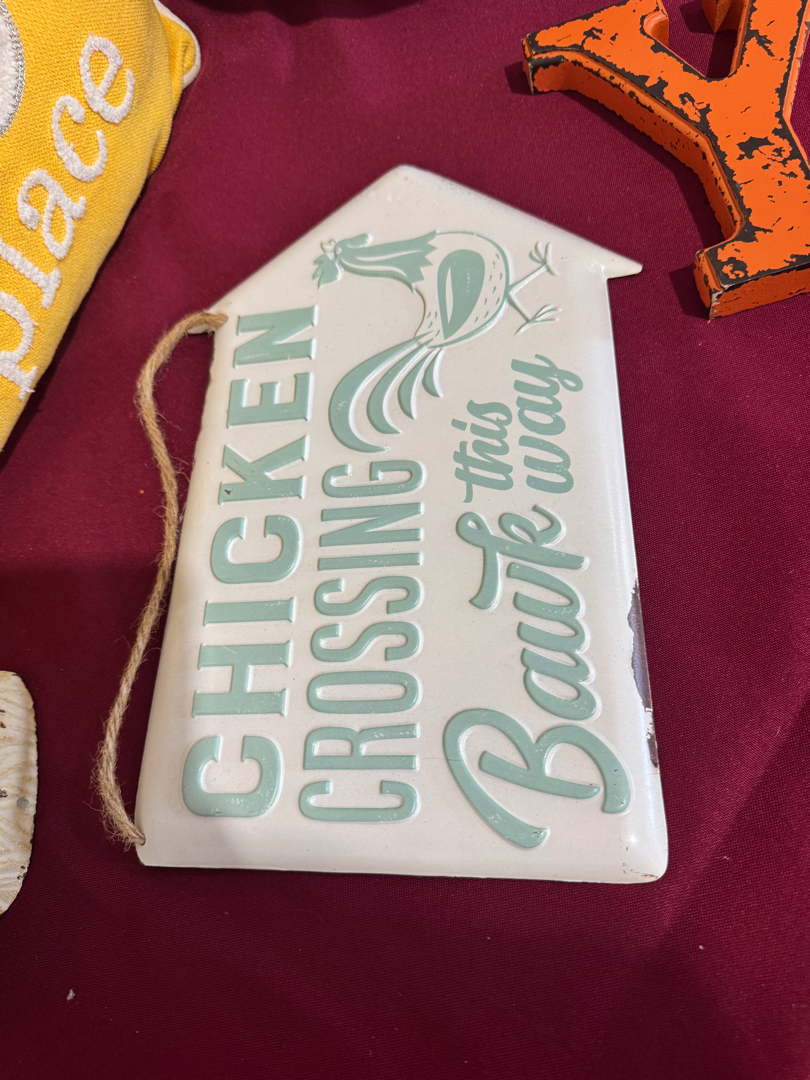 CHICKEN
CROSSING
Bawk this
way
place
Y